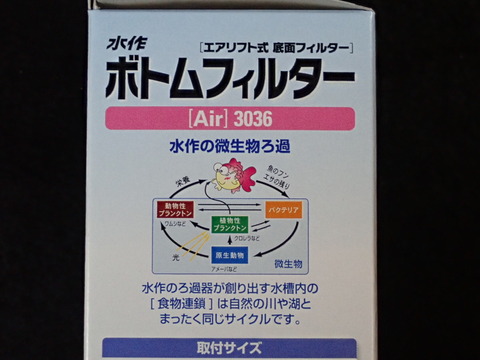 水作
[エアリフト式 底面フィルター]
ボトムフィルター
[Air] 3036
水作の微生物ろ過
栄養
魚のフン
エサの残り
動物性
プランクトン
ワムシなど
植物性
プランクトン
クロレラなど
バクテリア
光
原生動物
アメーバなど
微生物
水作のろ過器が創り出す水槽内の
[食物連鎖]は自然の川や湖と
まったく同じサイクルです。
取付サイズ